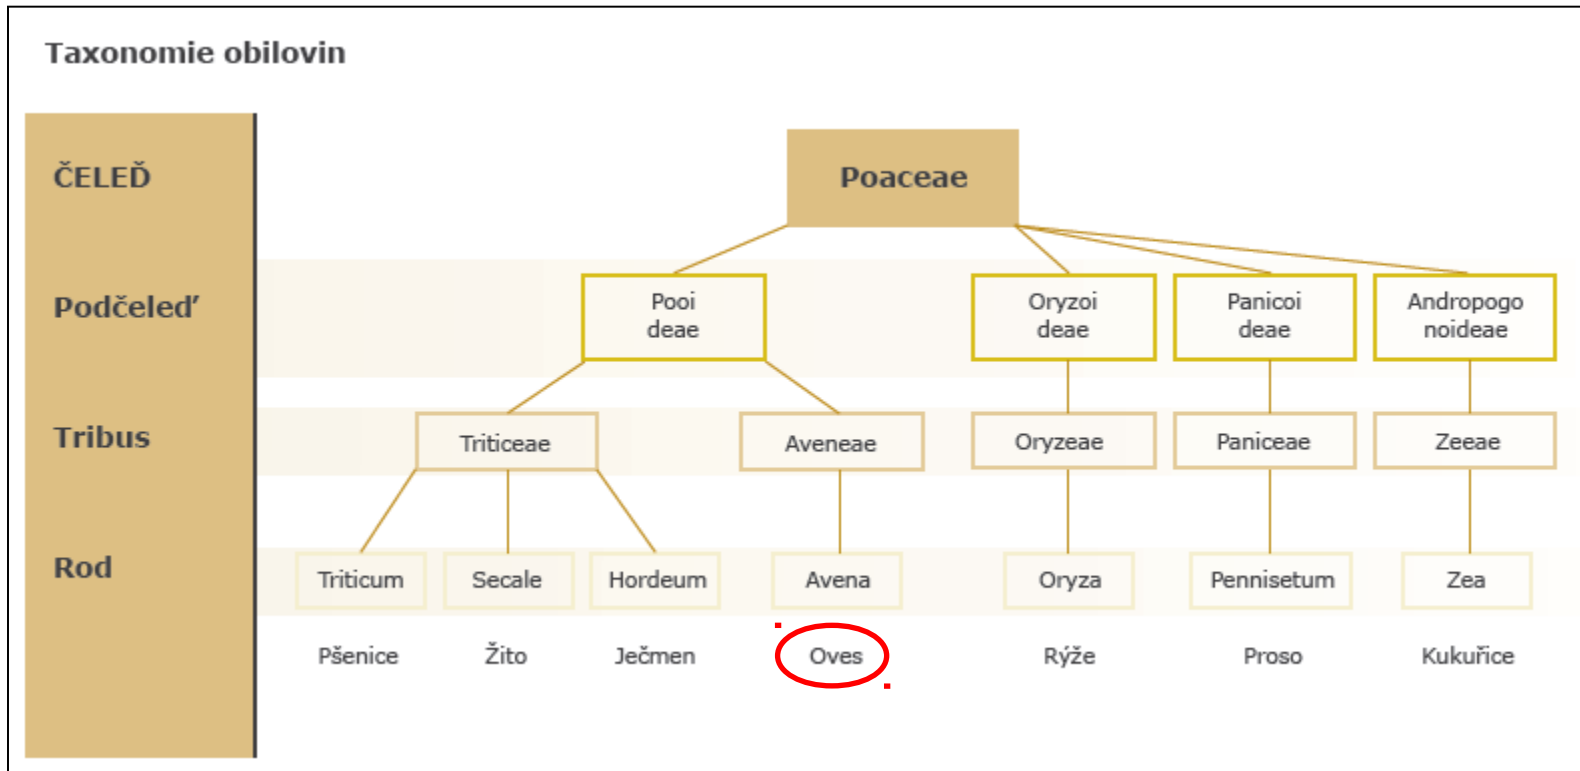 Taxonomie obilovin
ČELEĎ
Poaceae
Podčeleď
Pooi
deae
Oryzoi
deae
Panicoi
deae
Andropogo
noideae
Tribus
Triticeae
Aveneae
Oryzeae
Paniceae
Zeeae
Rod
Triticum
Secale
Hordeum
Avena
Oryza
Pennisetum
Zea
Pšenice
Žito
Ječmen
Oves
Rýže
Proso
Kukuřice